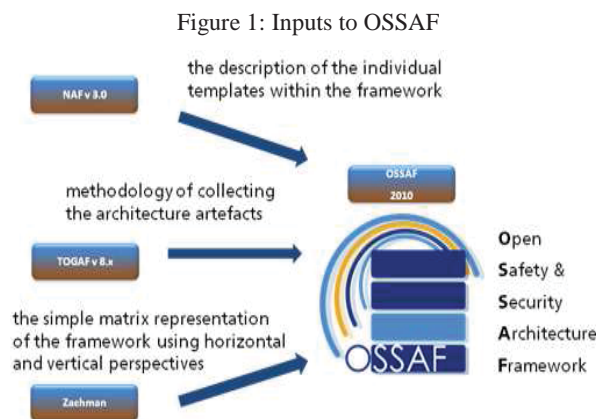 Figure 1: Inputs to OSSAF
the description of the individual
templates within the framework
NAF v 3.0
OSSAF
2010
methodology of collecting
the architecture artefacts
TOGAF v 8.x
Open
Safety &
Security
Architecture
Framework
OSSAF
the simple matrix representation
of the framework using horizontal
and vertical perspectives
Zachman